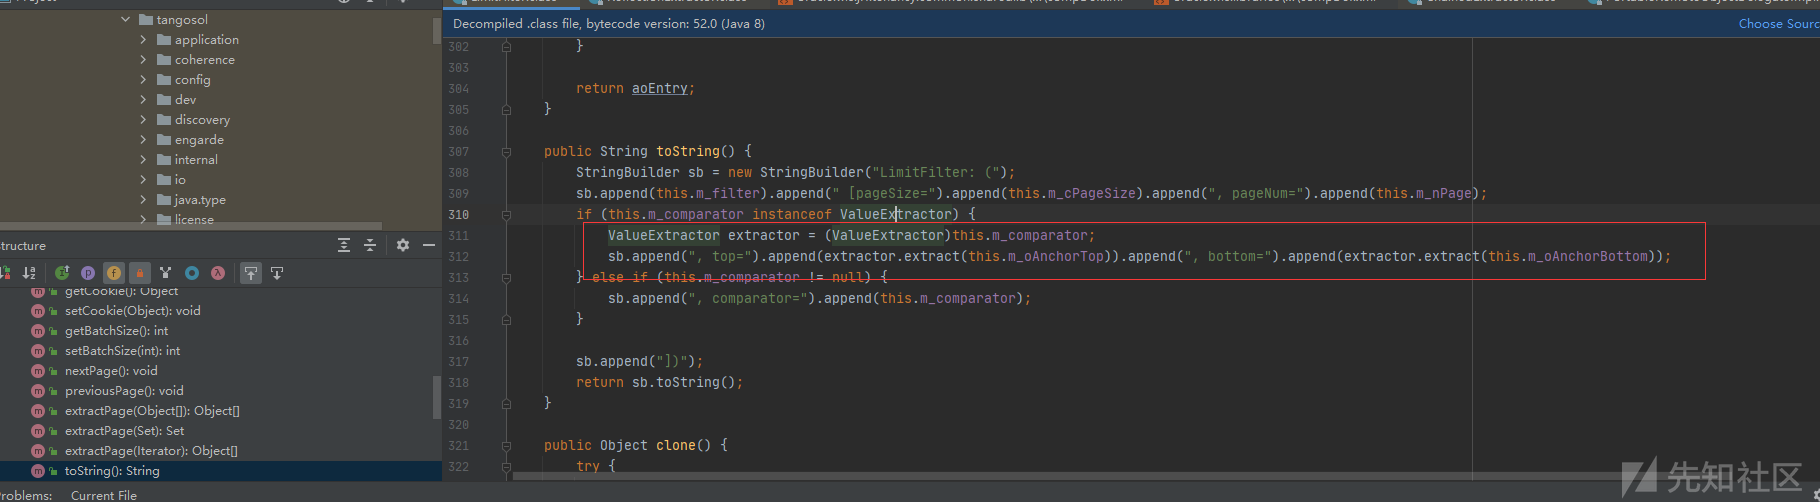 Project
Decompiled .class file, bytecode version: 52.0 (Java 8)
Choose Sourc
tangosol
application
coherence
config
dev
discovery
engarde
internal
io
java.type
license
Structure
getCookie(): Object
setCookie(Object): void
getBatchSize(): int
setBatchSize(int): int
nextPage(): void
previousPage(): void
extractPage(Object[]): Object[]
extractPage(Set): Set
extractPage(Iterator): Object[]
toString(): String
302 }
303
304 return aoEntry;
305 }
306
307 public String toString() {
308 StringBuilder sb = new StringBuilder("LimitFilter: (");
309 sb.append(this.m_filter).append(" [pageSize=").append(this.m_cPageSize).append(", pageNum=").append(this.m_nPage);
310 if (this.m_comparator instanceof ValueExtractor) {
311 ValueExtractor extractor = (ValueExtractor)this.m_comparator;
312 sb.append(", top=").append(extractor.extract(this.m_oAnchorTop)).append(", bottom=").append(extractor.extract(this.m_oAnchorBottom));
313 } else if (this.m_comparator != null) {
314 sb.append(", comparator=").append(this.m_comparator);
315 }
316
317 sb.append("])");
318 return sb.toString();
319 }
320
321 public Object clone() {
322 try {
roblems: Current File
先知社区